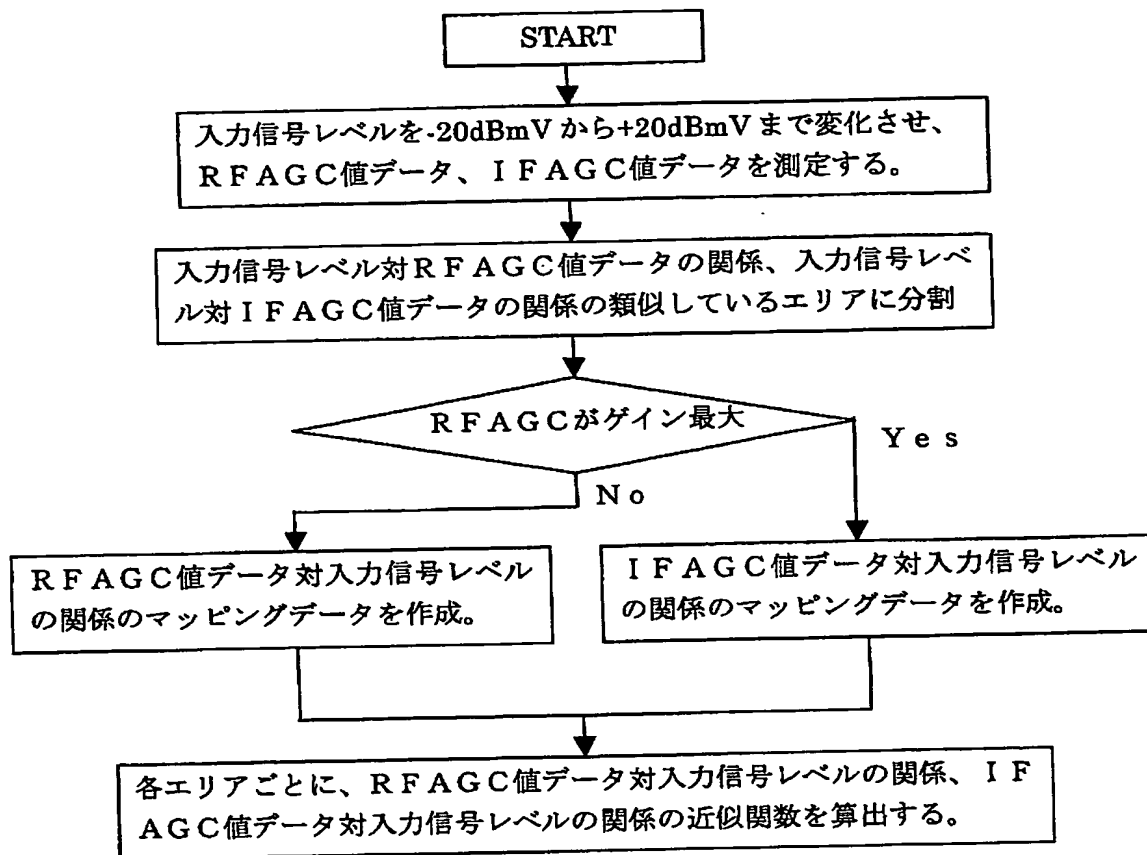 START
入力信号レベルを-20dBmVから+20dBmVまで変化させ、
RFAGC値データ、IFAGC値データを測定する。
入力信号レベル対RFAGC値データの関係、入力信号レベ
ル対IFAGC値データの関係の類似しているエリアに分割
RFAGCがゲイン最大
Yes
No
RFAGC値データ対入力信号レベル
の関係のマッピングデータを作成。
IFAGC値データ対入力信号レベル
の関係のマッピングデータを作成。
各エリアごとに、RFAGC値データ対入力信号レベルの関係、IF
AGC値データ対入力信号レベルの関係の近似関数を算出する。